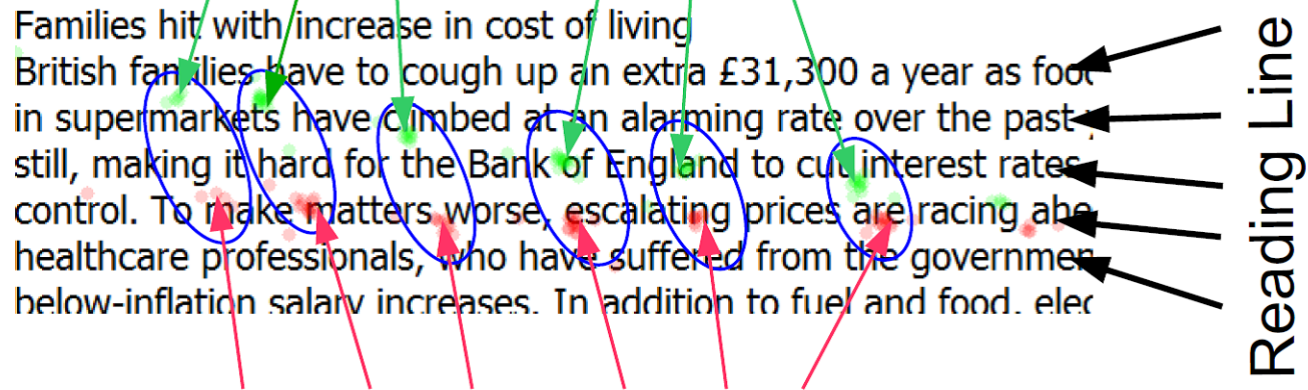 Families hit with increase in cost of living
British families have to cough up an extra £31,300 a year as food
in supermarkets have climbed at an alarming rate over the past
still, making it hard for the Bank of England to cut interest rates
control. To make matters worse, escalating prices are racing ahe
healthcare professionals, who have suffered from the governmen
below-inflation salary increases. In addition to fuel and food, elec
Reading Line